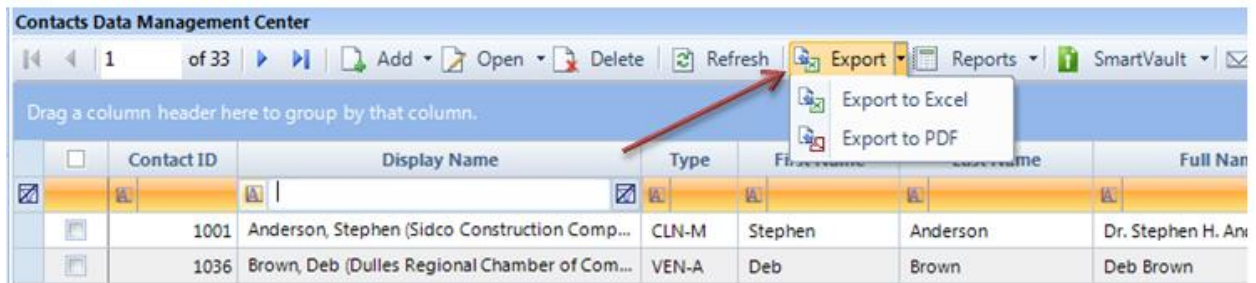 Contacts Data Management Center
1 of 33 Add Open Delete Refresh Export Reports SmartVault
Export to Excel
Drag a column header here to group by that column.
Export to PDF
Contact ID Display Name Type Name Full Nam
1001 Anderson, Stephen (Sidco Construction Comp... CLN-M Stephen Anderson Dr. Stephen H. And
1036 Brown, Deb (Dulles Regional Chamber of Com... VEN-A Deb Brown Deb Brown